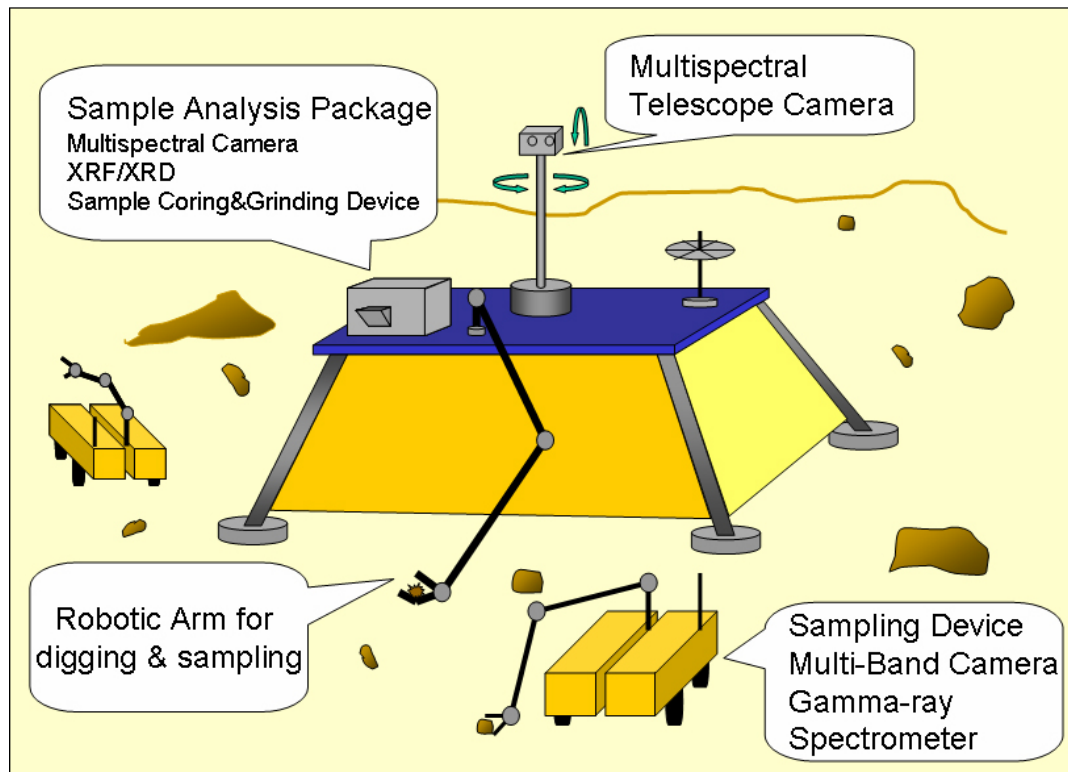 Sample Analysis Package
Multispectral Camera
XRF/XRD
Sample Coring&Grinding Device
Multispectral
Telescope Camera
Robotic Arm for
digging & sampling
Sampling Device
Multi-Band Camera
Gamma-ray
Spectrometer